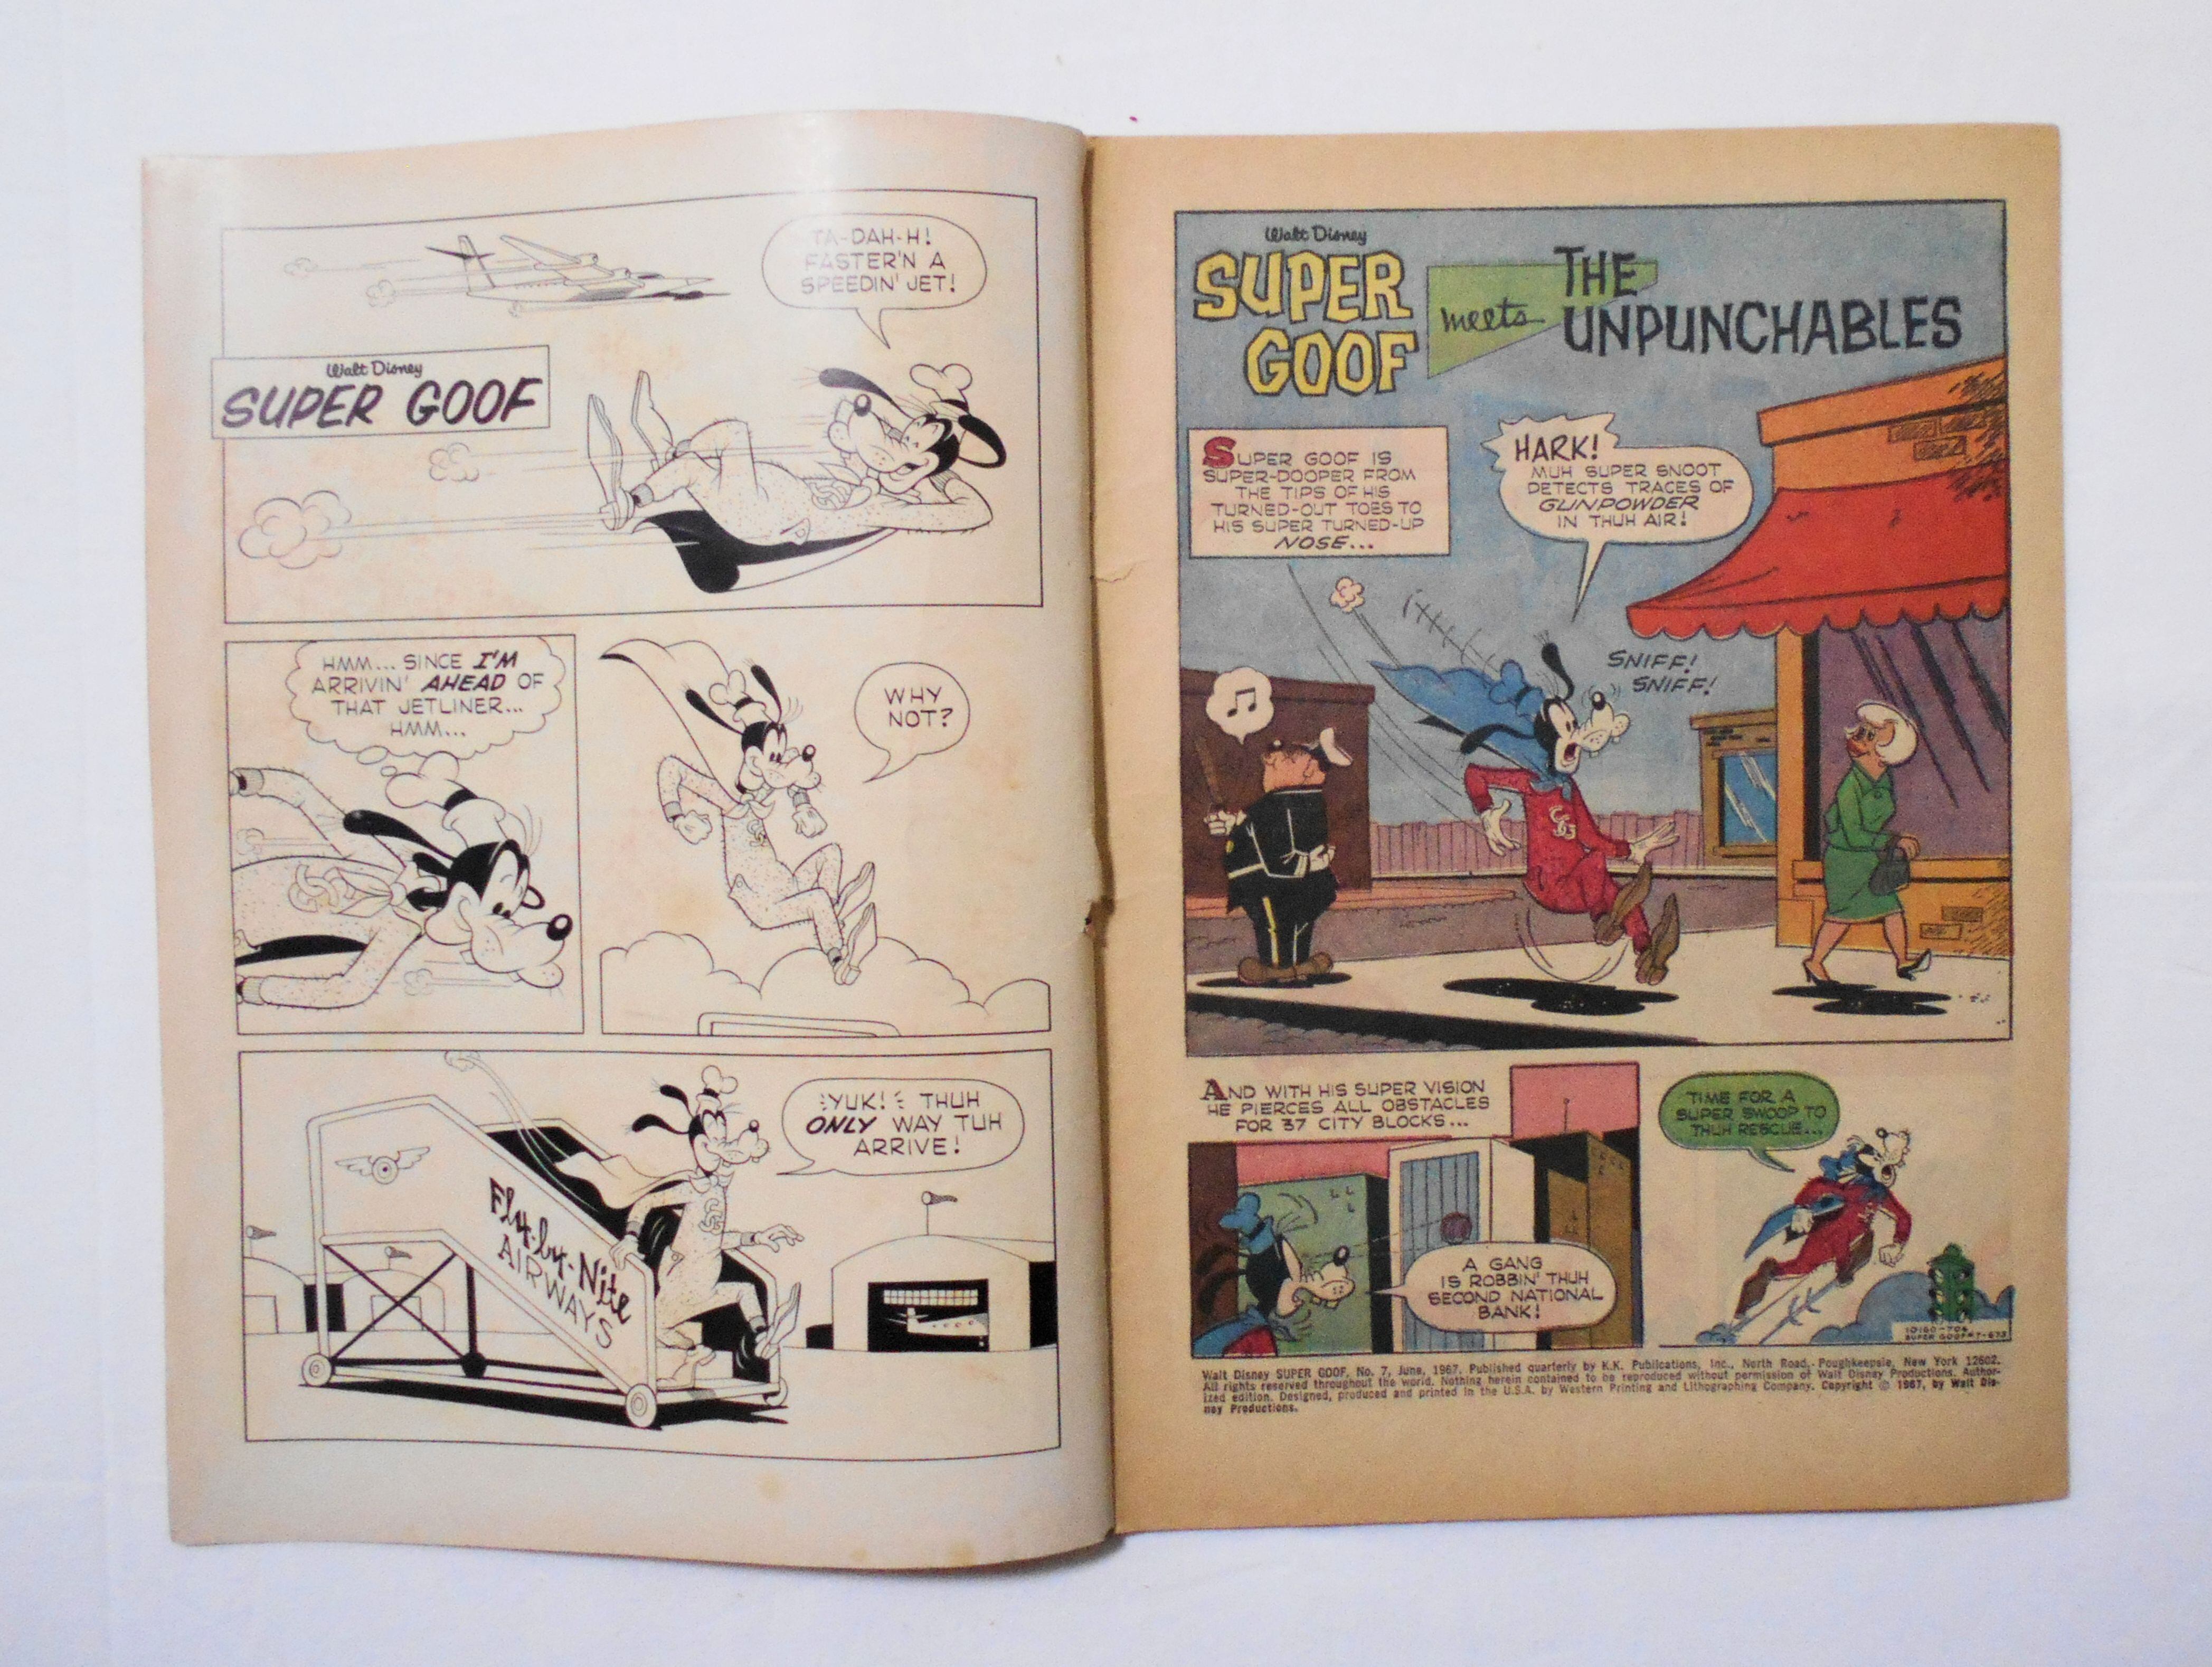 TA-DAH-H!
FASTER'N A
SPEEDIN' JET!
Walt Disney
SUPER GOOF
HMM... SINCE I'M
ARRIVIN' AHEAD OF
THAT JETLINER...
HMM...
WHY
NOT?
YUK! THUH
ONLY WAY TUH
ARRIVE!
Fly-by-Nite
AIRWAYS
Walt Disney
SUPER
GOOF
meets
THE
UNPUNCHABLES
SUPER GOOF IS
SUPER-DOOPER FROM
THE TIPS OF HIS
TURNED-OUT TOES TO
HIS SUPER TURNED-UP
NOSE...
HARK!
MUH SUPER SNOOT
DETECTS TRACES OF
GUNPOWDER
IN THUH AIR!
SNIFF!
SNIFF!
SG
AND WITH HIS SUPER VISION
HE PIERCES ALL OBSTACLES
FOR 37 CITY BLOCKS...
A GANG
IS ROBBIN' THUH
SECOND NATIONAL
BANK!
TIME FOR A
SUPER SWOOP TO
THUH RESCUE...
10160-706
SUPER GOOF #7-673
Walt Disney SUPER GOOF, No. 7, June, 1967. Published quarterly by K.K. Publications, Inc., North Road, Poughkeepsie, New York 12602.
All rights reserved throughout the world. Nothing herein contained to be reproduced without permission of Walt Disney Productions. Author-
ized edition. Designed, produced and printed in the U.S.A. by Western Printing and Lithographing Company. Copyright © 1967, by Walt Dis-
ney Productions.